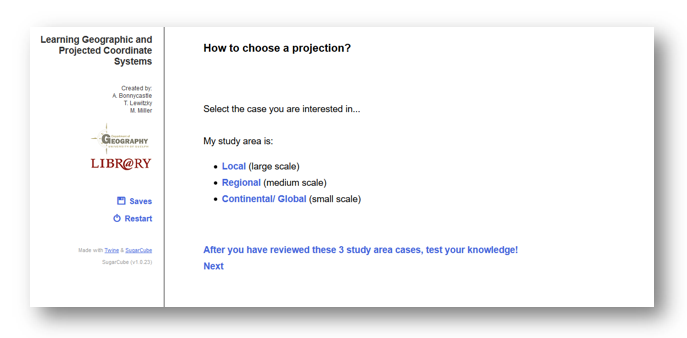 Learning Geographic and
Projected Coordinate
Systems
Created by:
A. Bonnycastle
T. Lewitzky
M. Miller
GEOGRAPHY
LIBR@RY
Saves
Restart
Made with Twine & SugarCube
SugarCube (v1.0.23)
How to choose a projection?
Select the case you are interested in...
My study area is:
• Local (large scale)
• Regional (medium scale)
• Continental/ Global (small scale)
After you have reviewed these 3 study area cases, test your knowledge!
Next